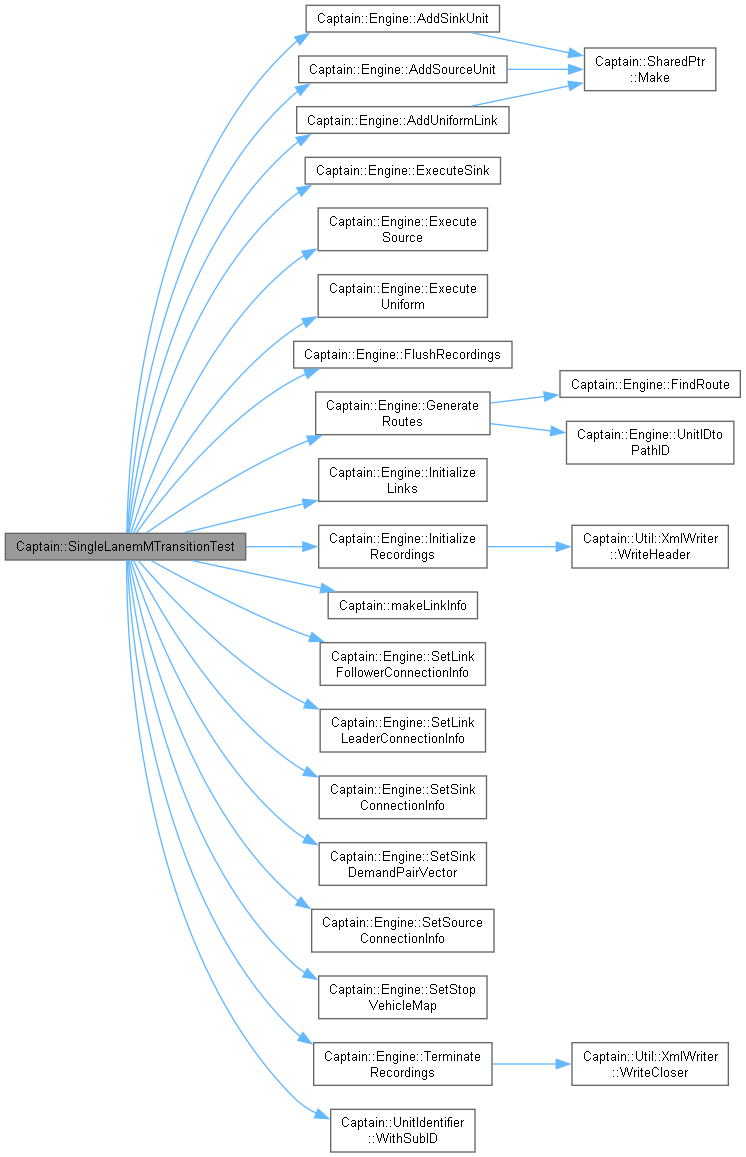 Captain::SingleLanemMTransitionTest
Captain::Engine::AddSinkUnit
Captain::SharedPtr
::Make
Captain::Engine::AddSourceUnit
Captain::Engine::AddUniformLink
Captain::Engine::ExecuteSink
Captain::Engine::Execute
Source
Captain::Engine::Execute
Uniform
Captain::Engine::FlushRecordings
Captain::Engine::Generate
Routes
Captain::Engine::FindRoute
Captain::Engine::UnitIDto
PathID
Captain::Engine::Initialize
Links
Captain::Engine::Initialize
Recordings
Captain::Util::XmlWriter
::WriteHeader
Captain::makeLinkInfo
Captain::Engine::SetLink
FollowerConnectionInfo
Captain::Engine::SetLink
LeaderConnectionInfo
Captain::Engine::SetSink
ConnectionInfo
Captain::Engine::SetSink
DemandPairVector
Captain::Engine::SetSource
ConnectionInfo
Captain::Engine::SetStop
VehicleMap
Captain::Engine::Terminate
Recordings
Captain::Util::XmlWriter
::WriteCloser
Captain::UnitIdentifier
::WithSubID